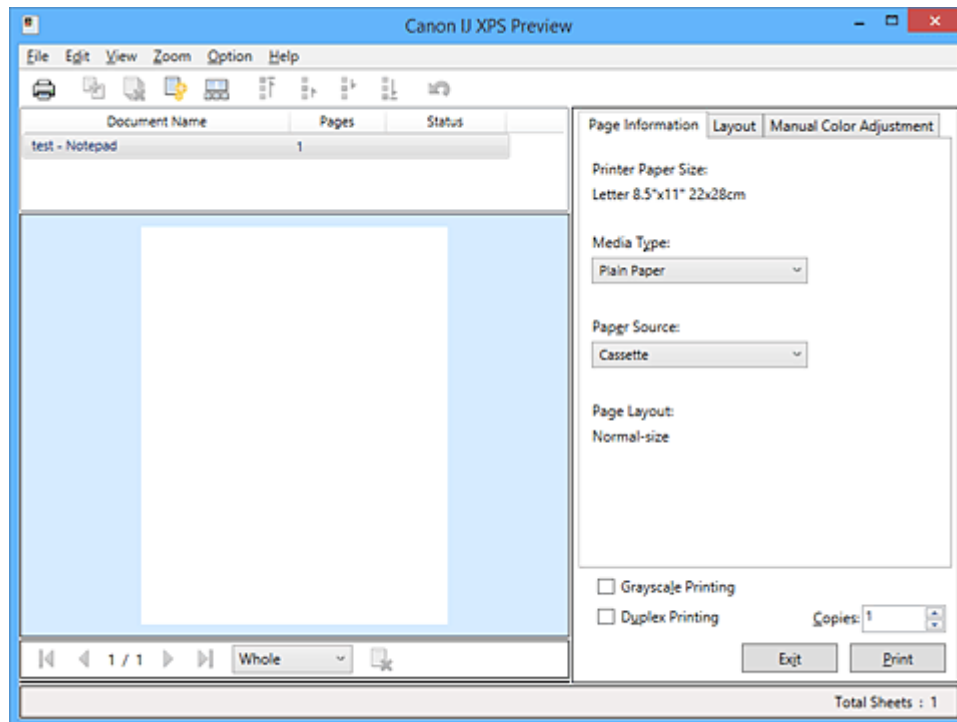 Canon IJ XPS Preview
File Edit View Zoom Option Help
Document Name Pages Status
test - Notepad 1
Page Information Layout Manual Color Adjustment
Printer Paper Size:
Letter 8.5"x11" 22x28cm
Media Type:
Plain Paper
Paper Source:
Cassette
Page Layout:
Normal-size
Grayscale Printing
Duplex Printing Copies: 1
1 / 1 Whole
Exit Print
Total Sheets : 1